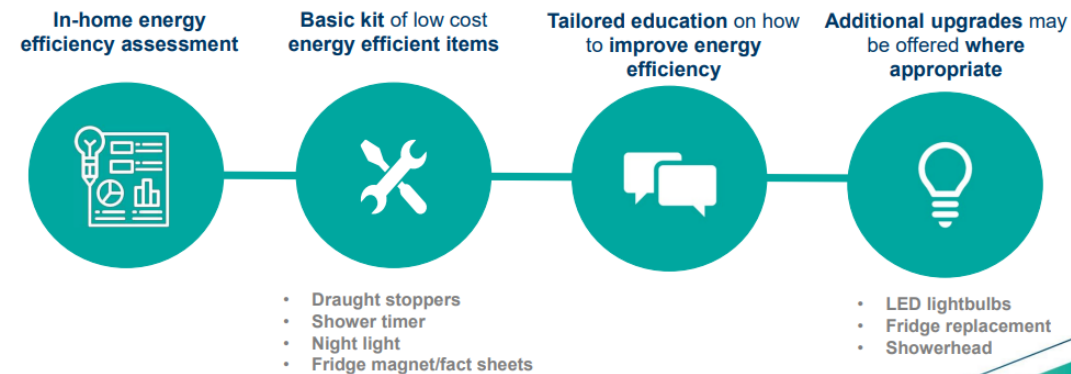 In-home energy
efficiency assessment
Basic kit of low cost
energy efficient items
Tailored education on how
to improve energy
efficiency
Additional upgrades may
be offered where
appropriate
• Draught stoppers
• Shower timer
• Night light
• Fridge magnet/fact sheets
• LED lightbulbs
• Fridge replacement
• Showerhead